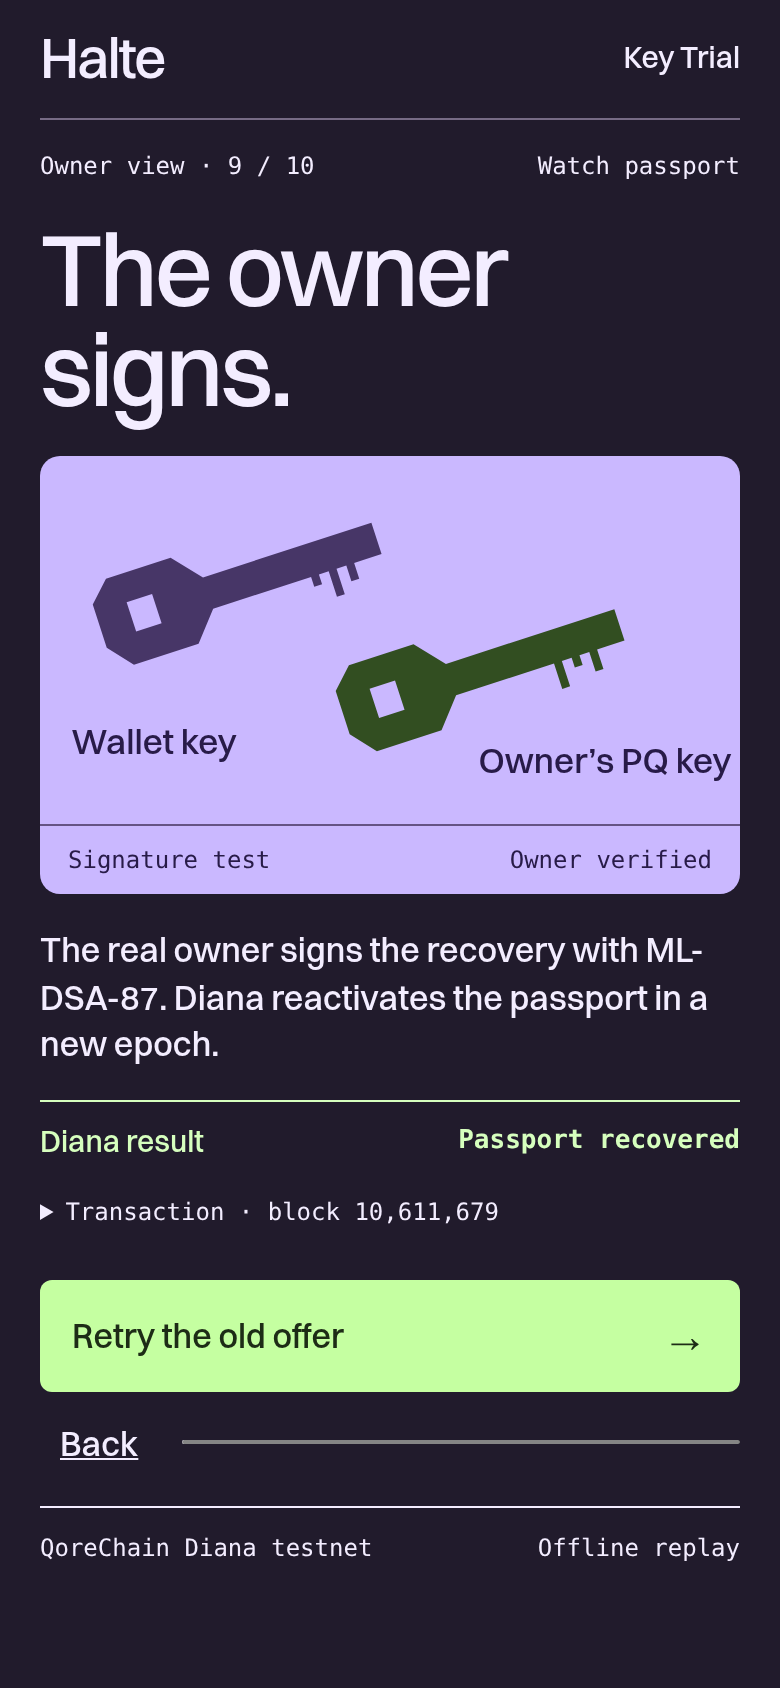 Halte
Key Trial
Owner view · 9 / 10
Watch passport
The owner
signs.
Wallet key
Owner’s PQ key
Signature test
Owner verified
The real owner signs the recovery with ML-
DSA-87. Diana reactivates the passport in a
new epoch.
Diana result
Passport recovered
▶ Transaction · block 10,611,679
Retry the old offer →
Back
QoreChain Diana testnet
Offline replay